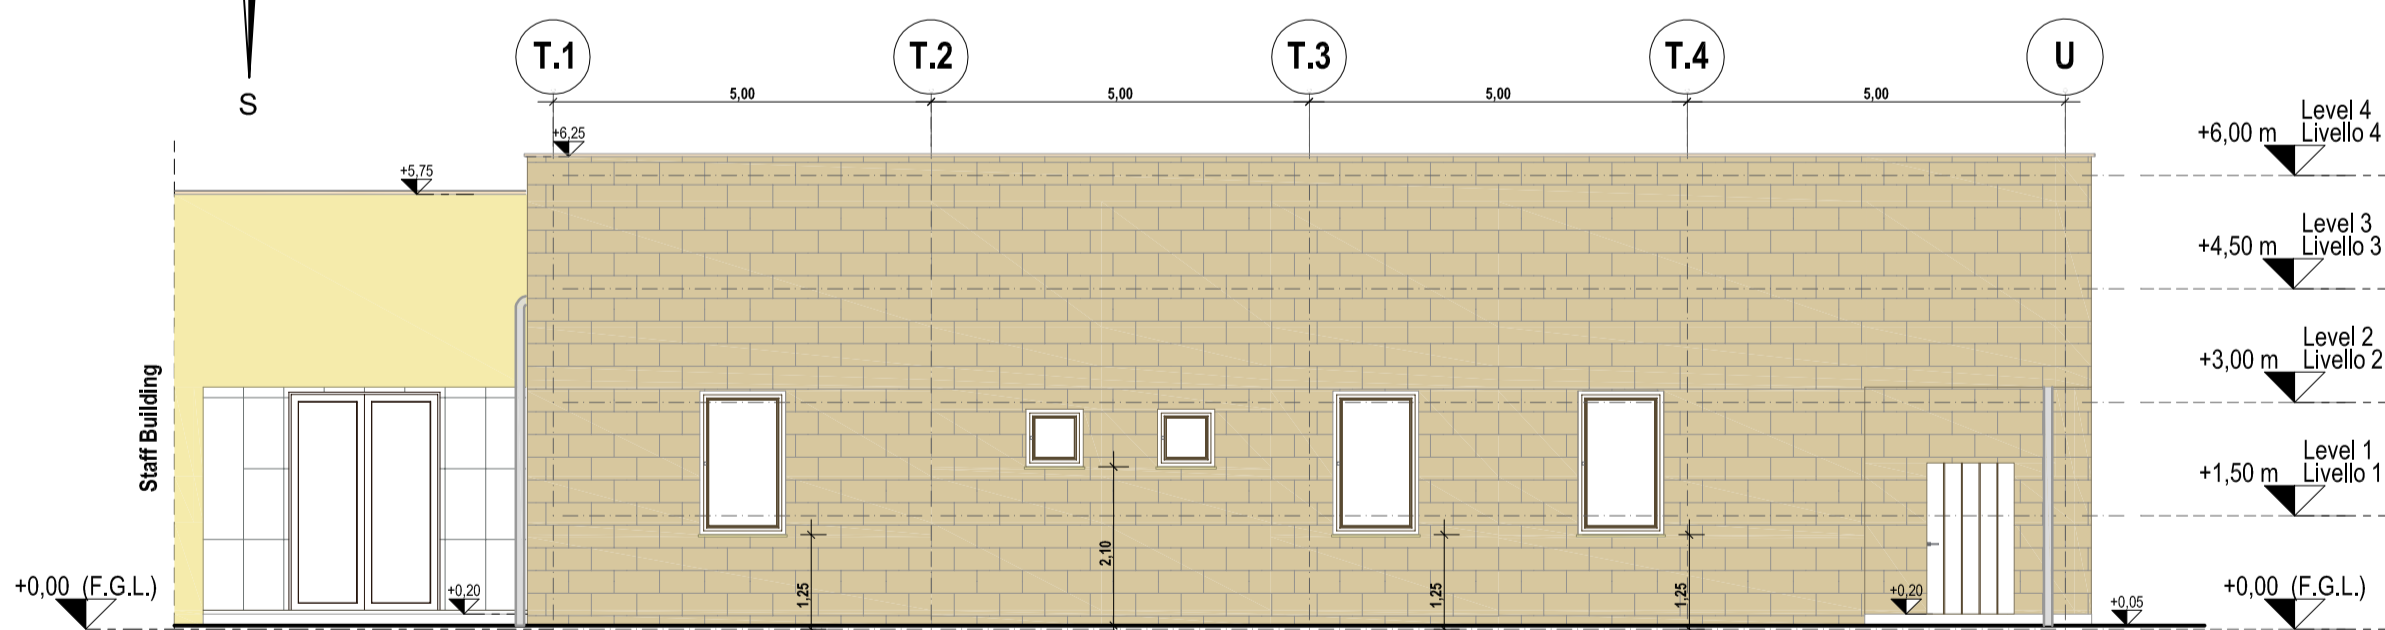 T.1
T.2
T.3
T.4
U
S
5,00
5,00
5,00
5,00
+6,25
+5,75
Level 4
+6,00 m Livello 4
Level 3
+4,50 m Livello 3
Level 2
+3,00 m Livello 2
Level 1
+1,50 m Livello 1
Staff Building
2,10
1,25
1,25
1,25
+0,00 (F.G.L.)
+0,20
+0,20
+0,05
+0,00 (F.G.L.)